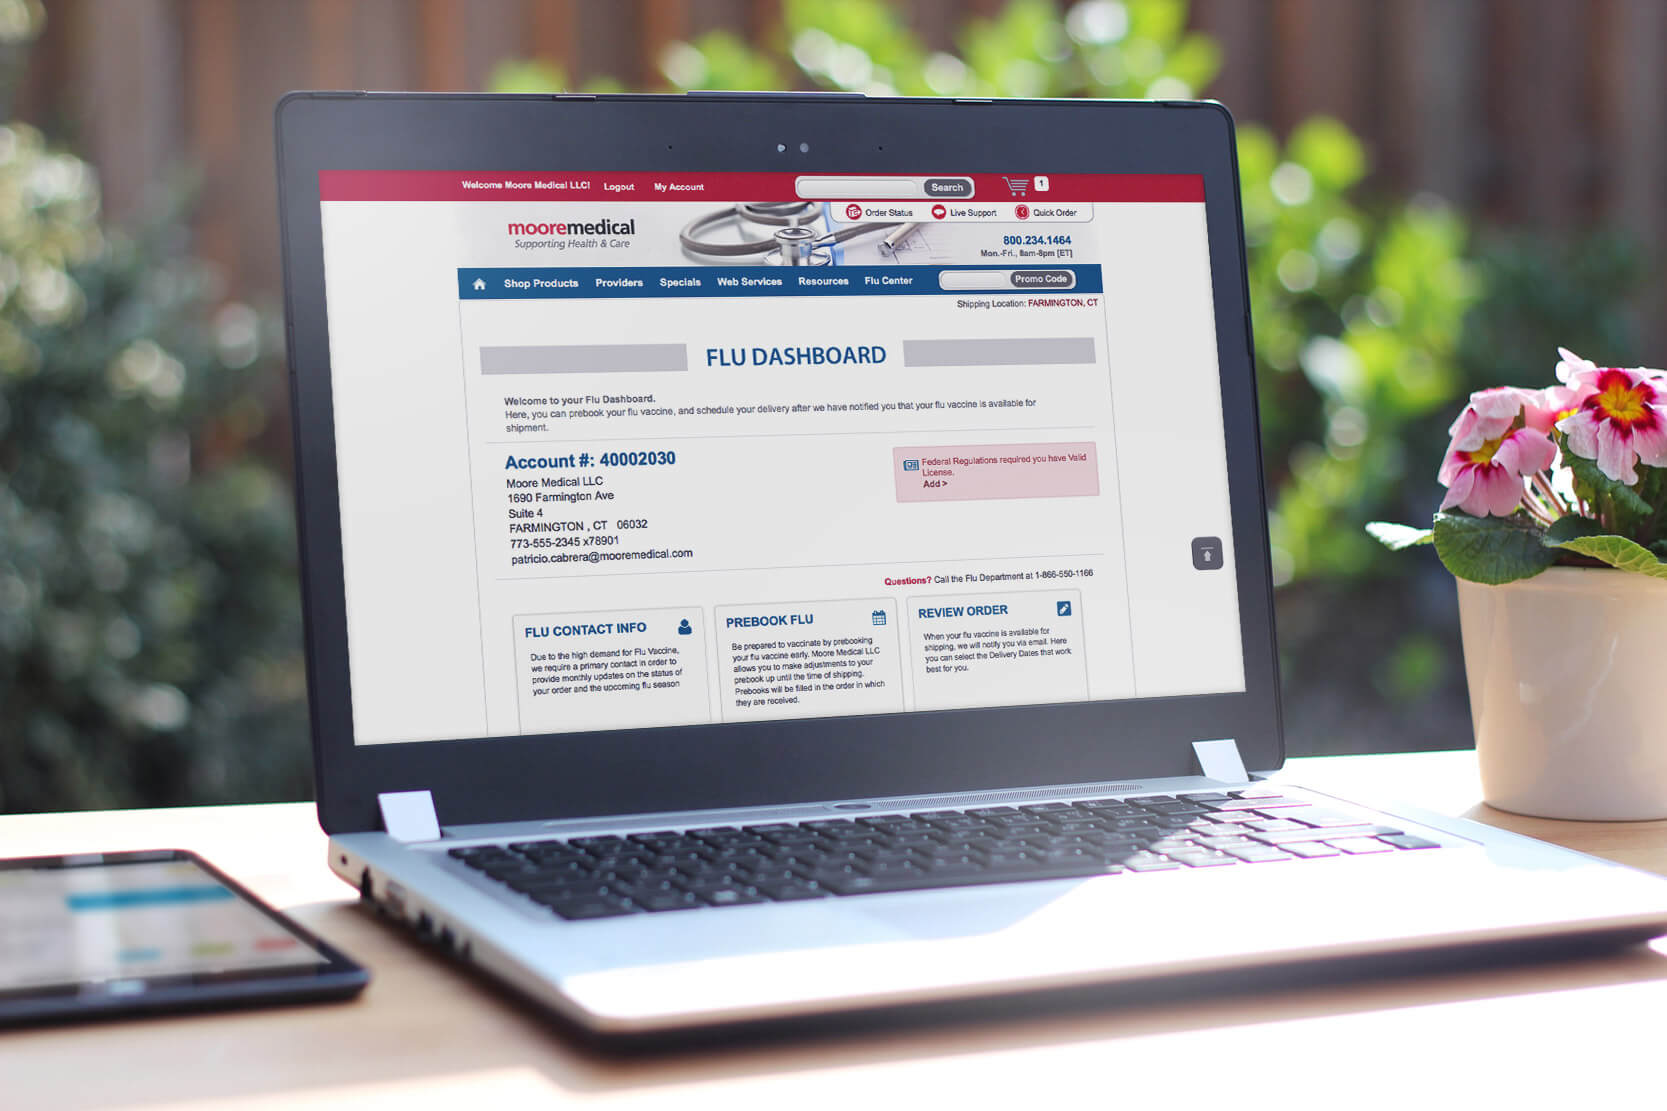 Welcome Moore Medical LLC! Logout My Account Search 1
Order Status Live Support Quick Order
mooremedical
Supporting Health & Care
800.234.1464
Mon.-Fri., 8am-8pm [ET]
Shop Products Providers Specials Web Services Resources Flu Center Promo Code
Shipping Location: FARMINGTON, CT
FLU DASHBOARD
Welcome to your Flu Dashboard.
Here, you can prebook your flu vaccine, and schedule your delivery after we have notified you that your flu vaccine is available for
shipment.
Account #: 40002030
Moore Medical LLC
1690 Farmington Ave
Suite 4
FARMINGTON , CT 06032
773-555-2345 x78901
patricio.cabrera@mooremedical.com
Federal Regulations required you have Valid
License.
Add >
Questions? Call the Flu Department at 1-866-550-1166
FLU CONTACT INFO
Due to the high demand for Flu Vaccine,
we require a primary contact in order to
provide monthly updates on the status of
your order and the upcoming flu season
PREBOOK FLU
Be prepared to vaccinate by prebooking
your flu vaccine early. Moore Medical LLC
allows you to make adjustments to your
prebook up until the time of shipping.
Prebooks will be filled in the order in which
they are received.
REVIEW ORDER
When your flu vaccine is available for
shipping, we will notify you via email. Here
you can select the Delivery Dates that work
best for you.